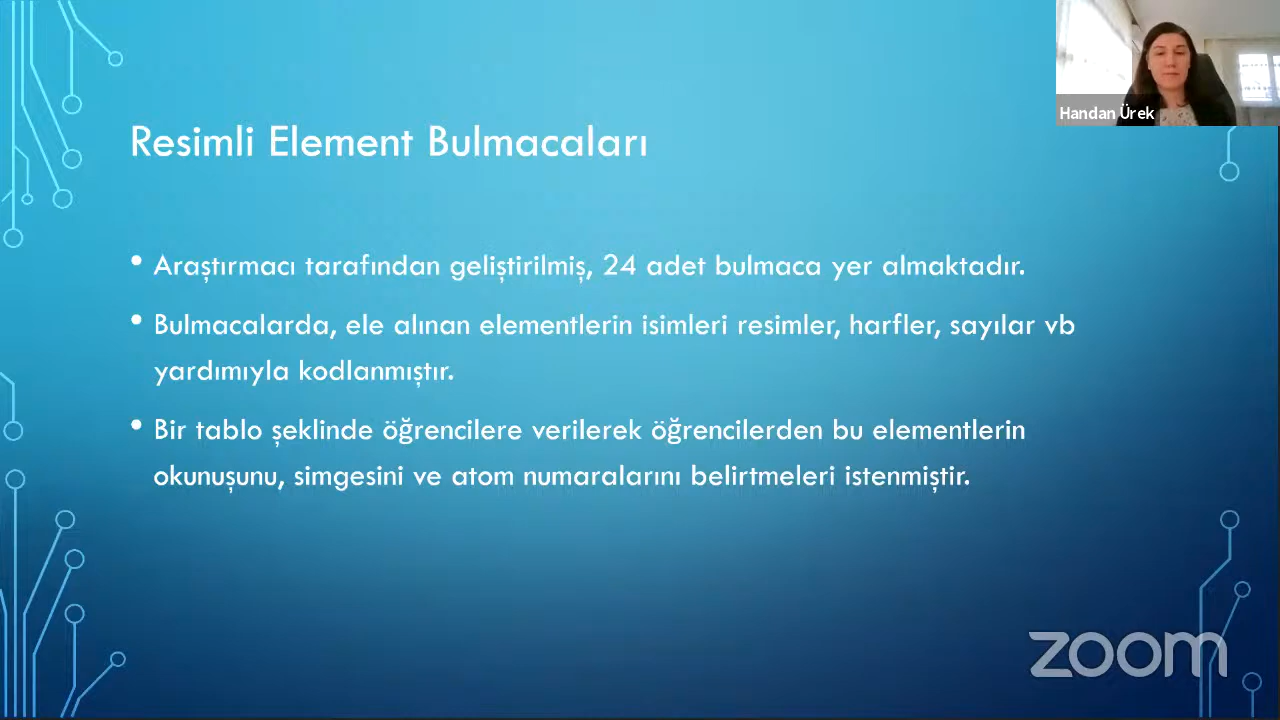 Handan Ürek
Resimli Element Bulmacaları
• Araştırmacı tarafından geliştirilmiş, 24 adet bulmaca yer almaktadır.
• Bulmacalarda, ele alınan elementlerin isimleri resimler, harfler, sayılar vb
yardımıyla kodlanmıştır.
• Bir tablo şeklinde öğrencilere verilerek öğrencilerden bu elementlerin
okunuşunu, simgesini ve atom numaralarını belirtmeleri istenmiştir.
zoom